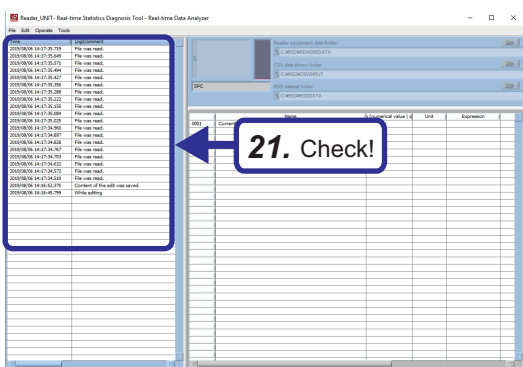 Reader_UNIT- Real-time Statistics Diagnosis Tool - Real-time Data Analyzer
File Edit Operate Tools
Time LogComment
2019/08/06 14:17:35.719 File was read.
2019/08/06 14:17:35.649 File was read.
2019/08/06 14:17:35.571 File was read.
2019/08/06 14:17:35.494 File was read.
2019/08/06 14:17:35.427 File was read.
2019/08/06 14:17:35.356 File was read.
2019/08/06 14:17:35.288 File was read.
2019/08/06 14:17:35.222 File was read.
2019/08/06 14:17:35.155 File was read.
2019/08/06 14:17:35.089 File was read.
2019/08/06 14:17:35.025 File was read.
2019/08/06 14:17:34.960 File was read.
2019/08/06 14:17:34.897 File was read.
2019/08/06 14:17:34.828 File was read.
2019/08/06 14:17:34.767 File was read.
2019/08/06 14:17:34.703 File was read.
2019/08/06 14:17:34.632 File was read.
2019/08/06 14:17:34.572 File was read.
2019/08/06 14:17:34.510 File was read.
2019/08/06 14:16:52.375 Content of the edit was saved.
2019/08/06 14:16:45.799 While editing
Reader equipment data folder
C:¥RSD¥READERDATA
CSV data throw folder
C:¥RSD¥CSVINPUT
SPC RSD dataset folder
C:¥RSD¥RSDDATA
Name (numerical value | Unit Expression
0001 Current
21. Check!